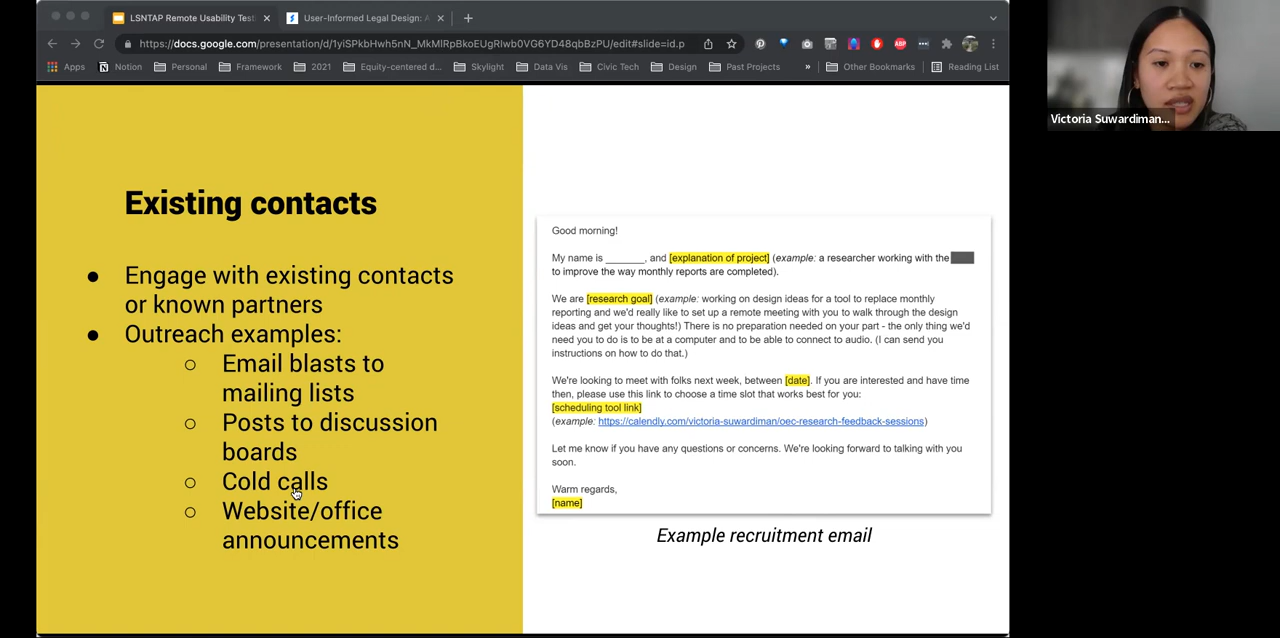 LSNTAP Remote Usability Test
User-Informed Legal Design: A
https://docs.google.com/presentation/d/1yiSPkbHwh5nN_MkMIRpBkoEUgRIwb0VG6YD48qbBzPU/edit#slide=id.p
Apps Notion Personal Framework 2021 Equity-centered d... Skylight Data Vis Civic Tech Design Past Projects » Other Bookmarks Reading List
ABP
Victoria Suwardiman...
Existing contacts
● Engage with existing contacts
or known partners
● Outreach examples:
○ Email blasts to
mailing lists
○ Posts to discussion
boards
○ Cold calls
○ Website/office
announcements
Good morning!
My name is _______, and [explanation of project] (example: a researcher working with the
to improve the way monthly reports are completed).
We are [research goal] (example: working on design ideas for a tool to replace monthly
reporting and we'd really like to set up a remote meeting with you to walk through the design
ideas and get your thoughts!) There is no preparation needed on your part - the only thing we'd
need you to do is to be at a computer and to be able to connect to audio. (I can send you
instructions on how to do that.)
We're looking to meet with folks next week, between [date]. If you are interested and have time
then, please use this link to choose a time slot that works best for you:
[scheduling tool link]
(example: https://calendly.com/victoria-suwardiman/oec-research-feedback-sessions)
Let me know if you have any questions or concerns. We're looking forward to talking with you
soon.
Warm regards,
[name]
Example recruitment email